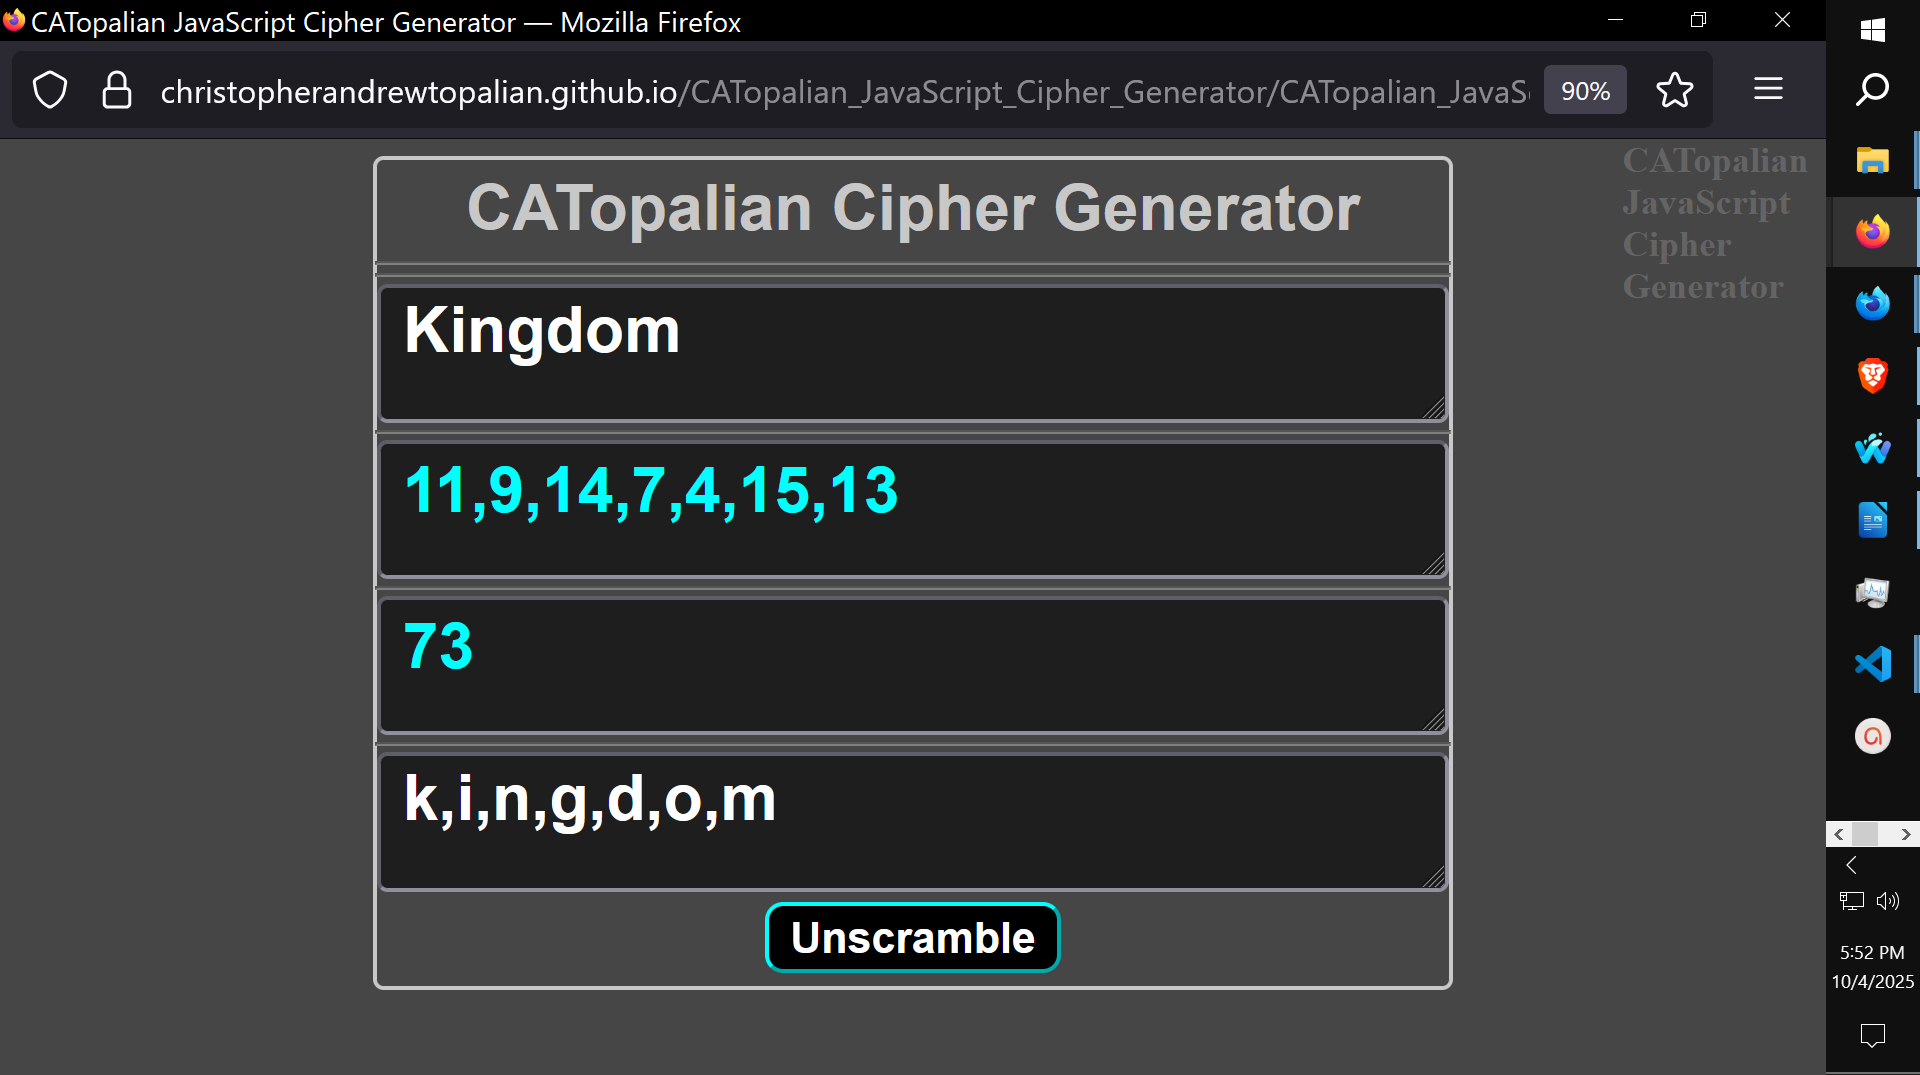 CATopalian JavaScript Cipher Generator — Mozilla Firefox
christopherandrewtopalian.github.io/CATopalian_JavaScript_Cipher_Generator/CATopalian_JavaS
90%
CATopalian Cipher Generator
CATopalian
JavaScript
Cipher
Generator
Kingdom
11,9,14,7,4,15,13
73
k,i,n,g,d,o,m
Unscramble
5:52 PM
10/4/2025